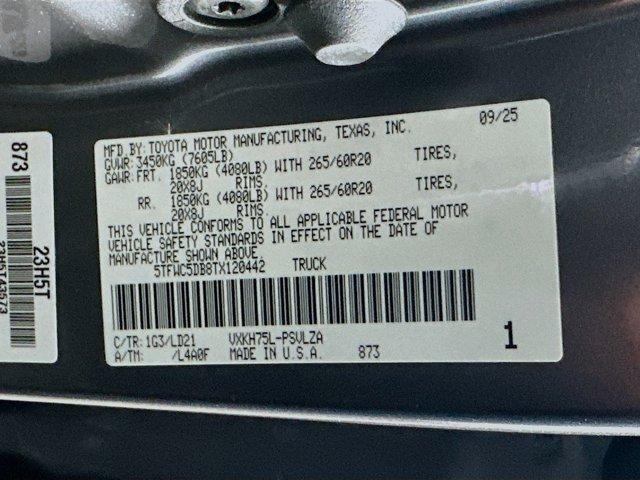 MFD.BY:TOYOTA MOTOR MANUFACTURING, TEXAS, INC. 09/25
GVWR:3450KG (7605LB)
GAWR:FRT. 1850KG (4080LB) WITH 265/60R20 TIRES,
20X8J RIMS,
RR. 1850KG (4080LB) WITH 265/60R20 TIRES,
20X8J RIMS,
THIS VEHICLE CONFORMS TO ALL APPLICABLE FEDERAL MOTOR
VEHICLE SAFETY STANDARDS IN EFFECT ON THE DATE OF
MANUFACTURE SHOWN ABOVE.
5TFWC5DB8TX120442 TRUCK
C/TR:1G3/LD21 VXKH75L-PSVLZA
A/TM: /L4A0F MADE IN U.S.A. 873
1
873
23H5T